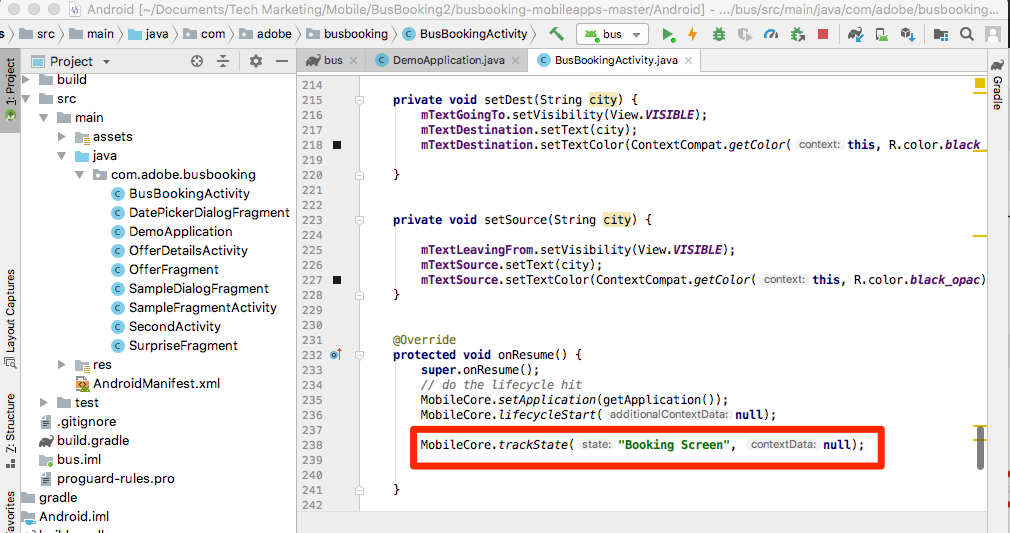 Android [~/Documents/Tech Marketing/Mobile/BusBooking2/busbooking-mobileapps-master/Android] - .../bus/src/main/java/com/adobe/busbooking...
src main java com adobe busbooking BusBookingActivity bus
1: Project
Layout Captures
Z: Structure
Favorites
Project
build
src
main
assets
java
com.adobe.busbooking
BusBookingActivity
DatePickerDialogFragment
DemoApplication
OfferDetailsActivity
OfferFragment
SampleDialogFragment
SampleFragmentActivity
SecondActivity
SurpriseFragment
res
AndroidManifest.xml
test
.gitignore
build.gradle
bus.iml
proguard-rules.pro
gradle
Android.iml
bus DemoApplication.java BusBookingActivity.java
214
215 private void setDest(String city) {
216 mTextGoingTo.setVisibility(View.VISIBLE);
217 mTextDestination.setText(city);
218 mTextDestination.setTextColor(ContextCompat.getColor( context: this, R.color.black_
219
220 }
221
222
223 private void setSource(String city) {
224
225 mTextLeavingFrom.setVisibility(View.VISIBLE);
226 mTextSource.setText(city);
227 mTextSource.setTextColor(ContextCompat.getColor( context: this, R.color.black_opac)
228 }
229
230
231 @Override
232 protected void onResume() {
233 super.onResume();
234 // do the lifecycle hit
235 MobileCore.setApplication(getApplication());
236 MobileCore.lifecycleStart( additionalContextData: null);
237
238 MobileCore.trackState( state: "Booking Screen", contextData: null);
239
240
241 }
242
Gradle